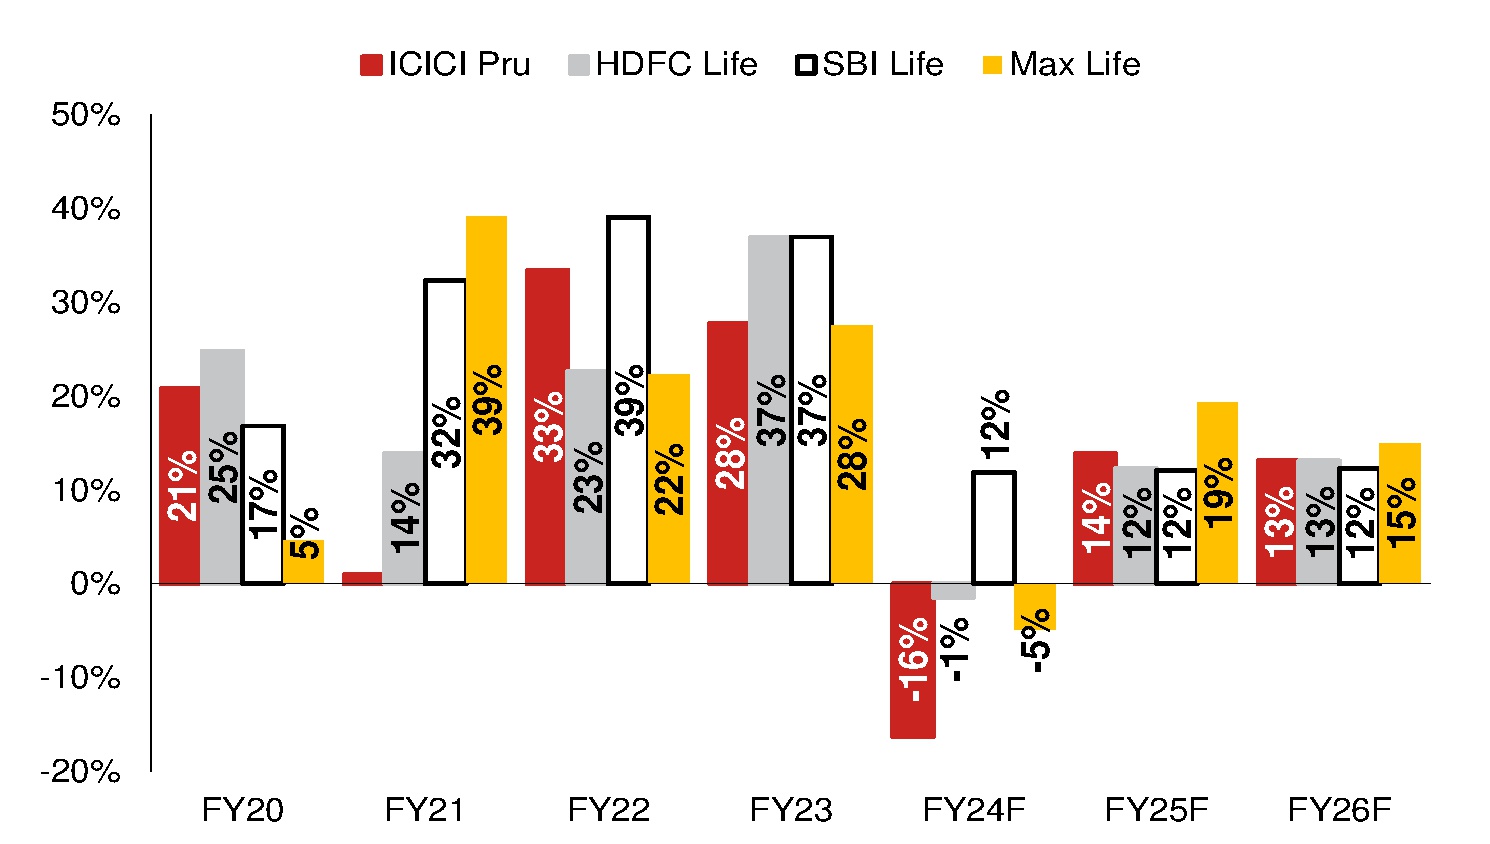 ICICI Pru HDFC Life SBI Life Max Life
50%
40%
30%
20%
10%
0%
-10%
-20%
21% 25% 17% 5%
14% 32% 39%
33% 23% 39% 22%
28% 37% 37% 28%
-16% -1% 12% -5%
14% 12% 12% 19%
13% 13% 12% 15%
FY20 FY21 FY22 FY23 FY24F FY25F FY26F